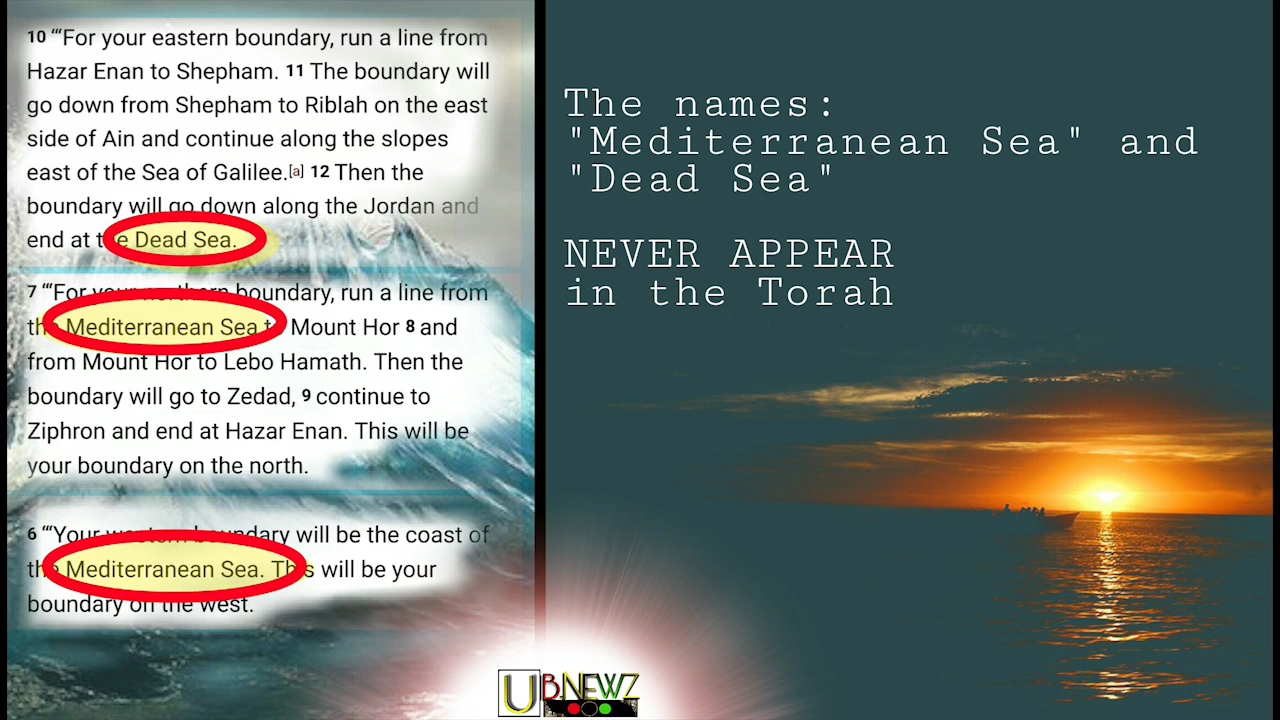 10 “‘For your eastern boundary, run a line from
Hazar Enan to Shepham. 11 The boundary will
go down from Shepham to Riblah on the east
side of Ain and continue along the slopes
east of the Sea of Galilee.[a] 12 Then the
boundary will go down along the Jordan and
end at the Dead Sea.
7 “‘For your northern boundary, run a line from
the Mediterranean Sea to Mount Hor 8 and
from Mount Hor to Lebo Hamath. Then the
boundary will go to Zedad, 9 continue to
Ziphron and end at Hazar Enan. This will be
your boundary on the north.
6 “‘Your western boundary will be the coast of
the Mediterranean Sea. This will be your
boundary on the west.
The names:
"Mediterranean Sea" and
"Dead Sea"
NEVER APPEAR
in the Torah
UBNEWZ